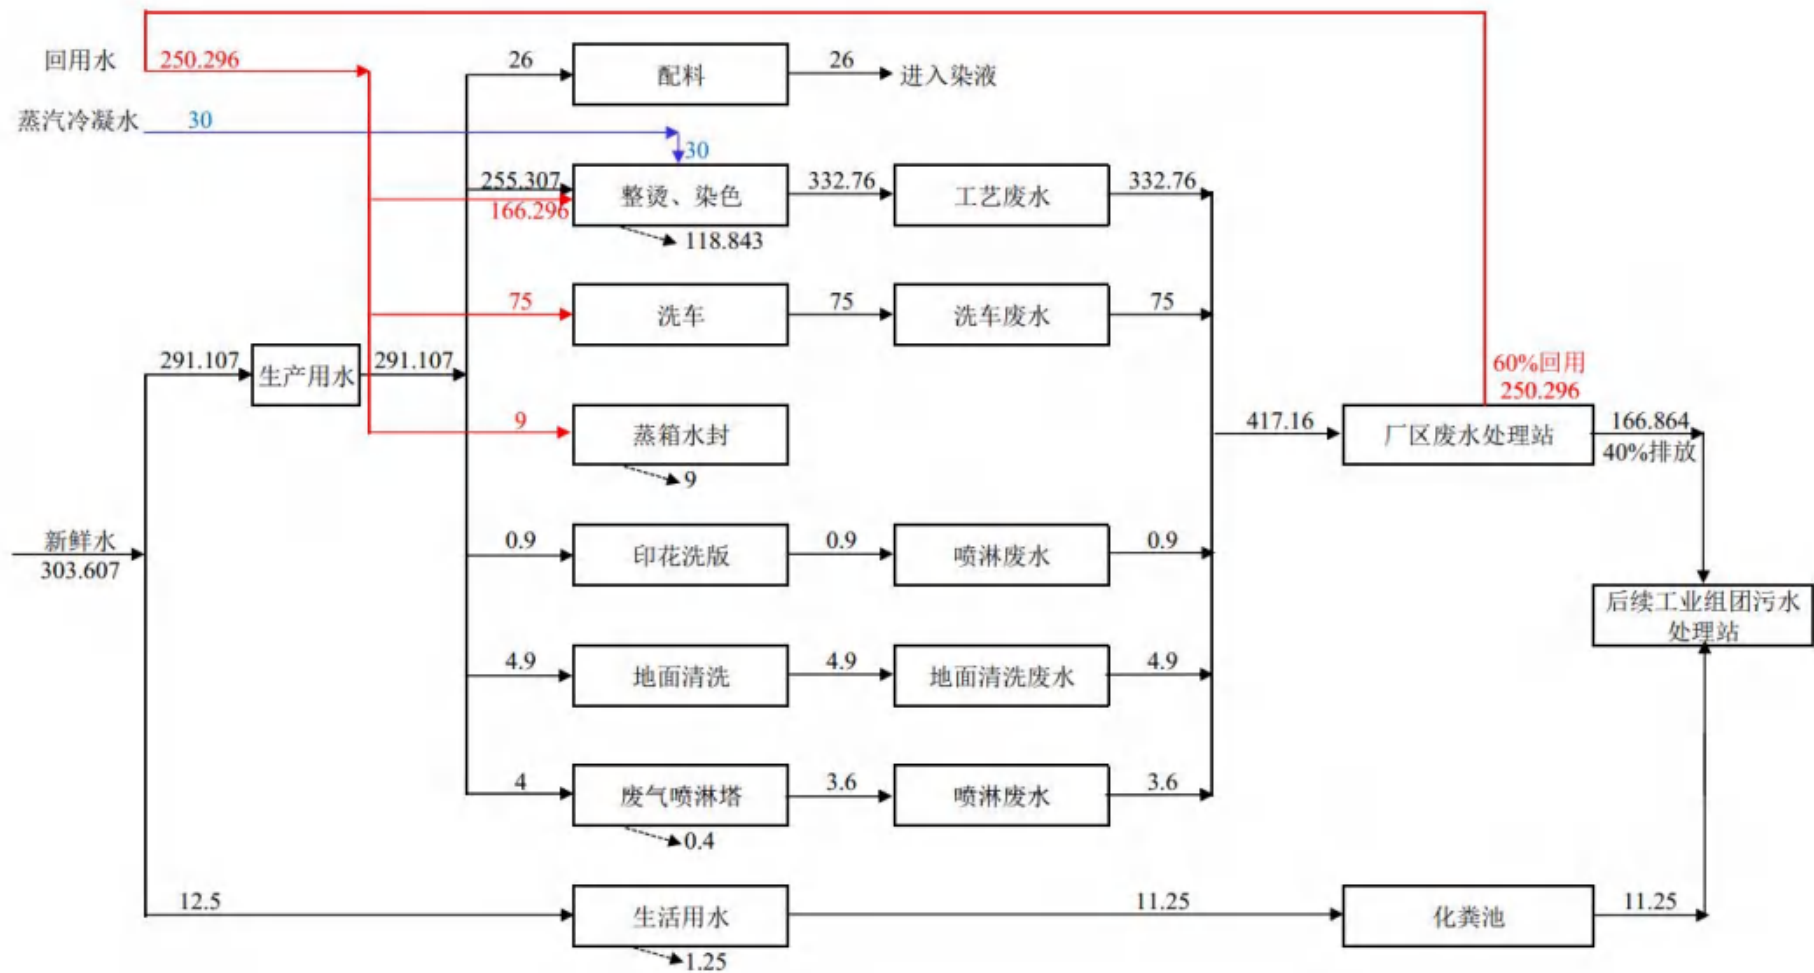 回用水
250.296
蒸汽冷凝水
30
30
26
配料
26
进入染液
255.307
166.296
整烫、染色
332.76
工艺废水
332.76
118.843
75
洗车
75
洗车废水
75
291.107
生产用水
291.107
9
蒸箱水封
9
60%回用
250.296
417.16
厂区废水处理站
166.864
40%排放
新鲜水
303.607
0.9
印花洗版
0.9
喷淋废水
0.9
后续工业组团污水
处理站
4.9
地面清洗
4.9
地面清洗废水
4.9
4
废气喷淋塔
3.6
喷淋废水
3.6
0.4
12.5
生活用水
11.25
化粪池
11.25
1.25